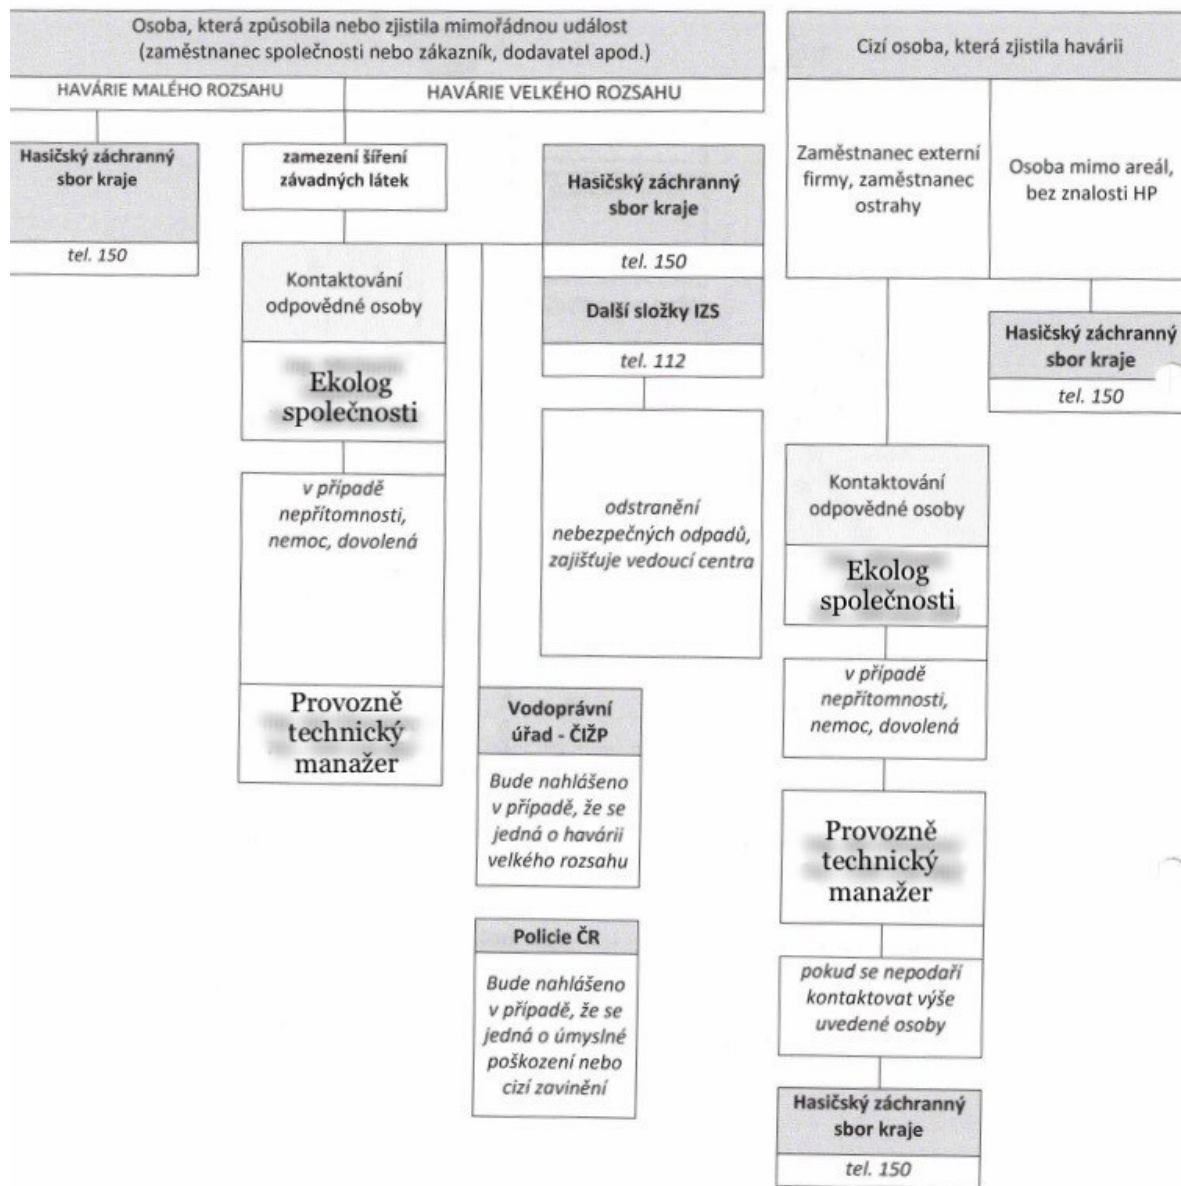 Osoba, která způsobila nebo zjistila mimořádnou událost
(zaměstnanec společnosti nebo zákazník, dodavatel apod.)
HAVÁRIE MALÉHO ROZSAHU
HAVÁRIE VELKÉHO ROZSAHU
Hasičský záchranný
sbor kraje
tel. 150
zamezení šíření
závadných látek
Kontaktování
odpovědné osoby
Ekolog
společnosti
v případě
nepřítomnosti,
nemoc, dovolená
Provozně
technický
manažer
Hasičský záchranný
sbor kraje
tel. 150
Další složky IZS
tel. 112
odstranění
nebezpečných odpadů,
zajišťuje vedoucí centra
Vodoprávní
úřad - ČIŽP
Bude nahlášeno
v případě, že se
jedná o havárii
velkého rozsahu
Policie ČR
Bude nahlášeno
v případě, že se
jedná o úmyslné
poškození nebo
cizí zavinění
Cizí osoba, která zjistila havárii
Zaměstnanec externí
firmy, zaměstnanec
ostrahy
Osoba mimo areál,
bez znalosti HP
Hasičský záchranný
sbor kraje
tel. 150
Kontaktování
odpovědné osoby
Ekolog
společnosti
v případě
nepřítomnosti,
nemoc, dovolená
Provozně
technický
manažer
pokud se nepodaří
kontaktovat výše
uvedené osoby
Hasičský záchranný
sbor kraje
tel. 150